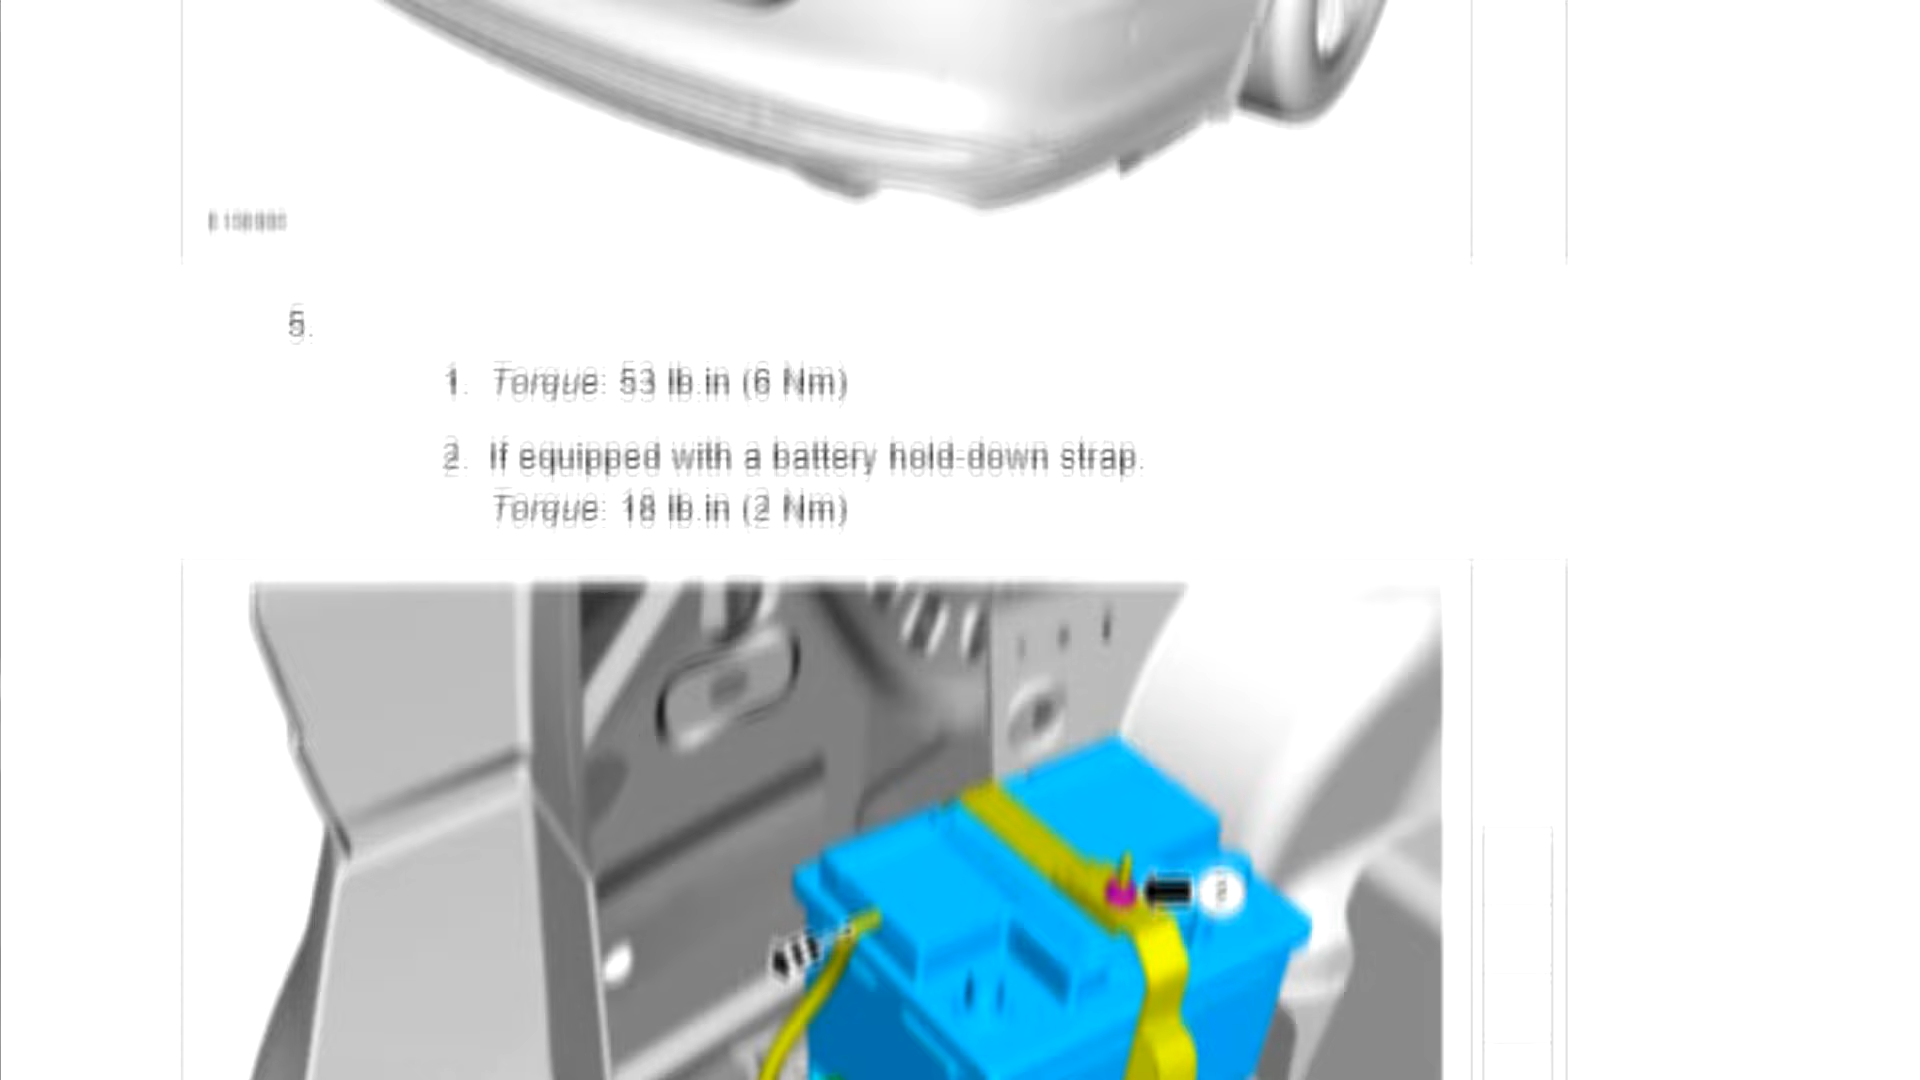 5.
1. Torque: 53 lb.in (6 Nm)
2. If equipped with a battery hold-down strap.
Torque: 18 lb.in (2 Nm)